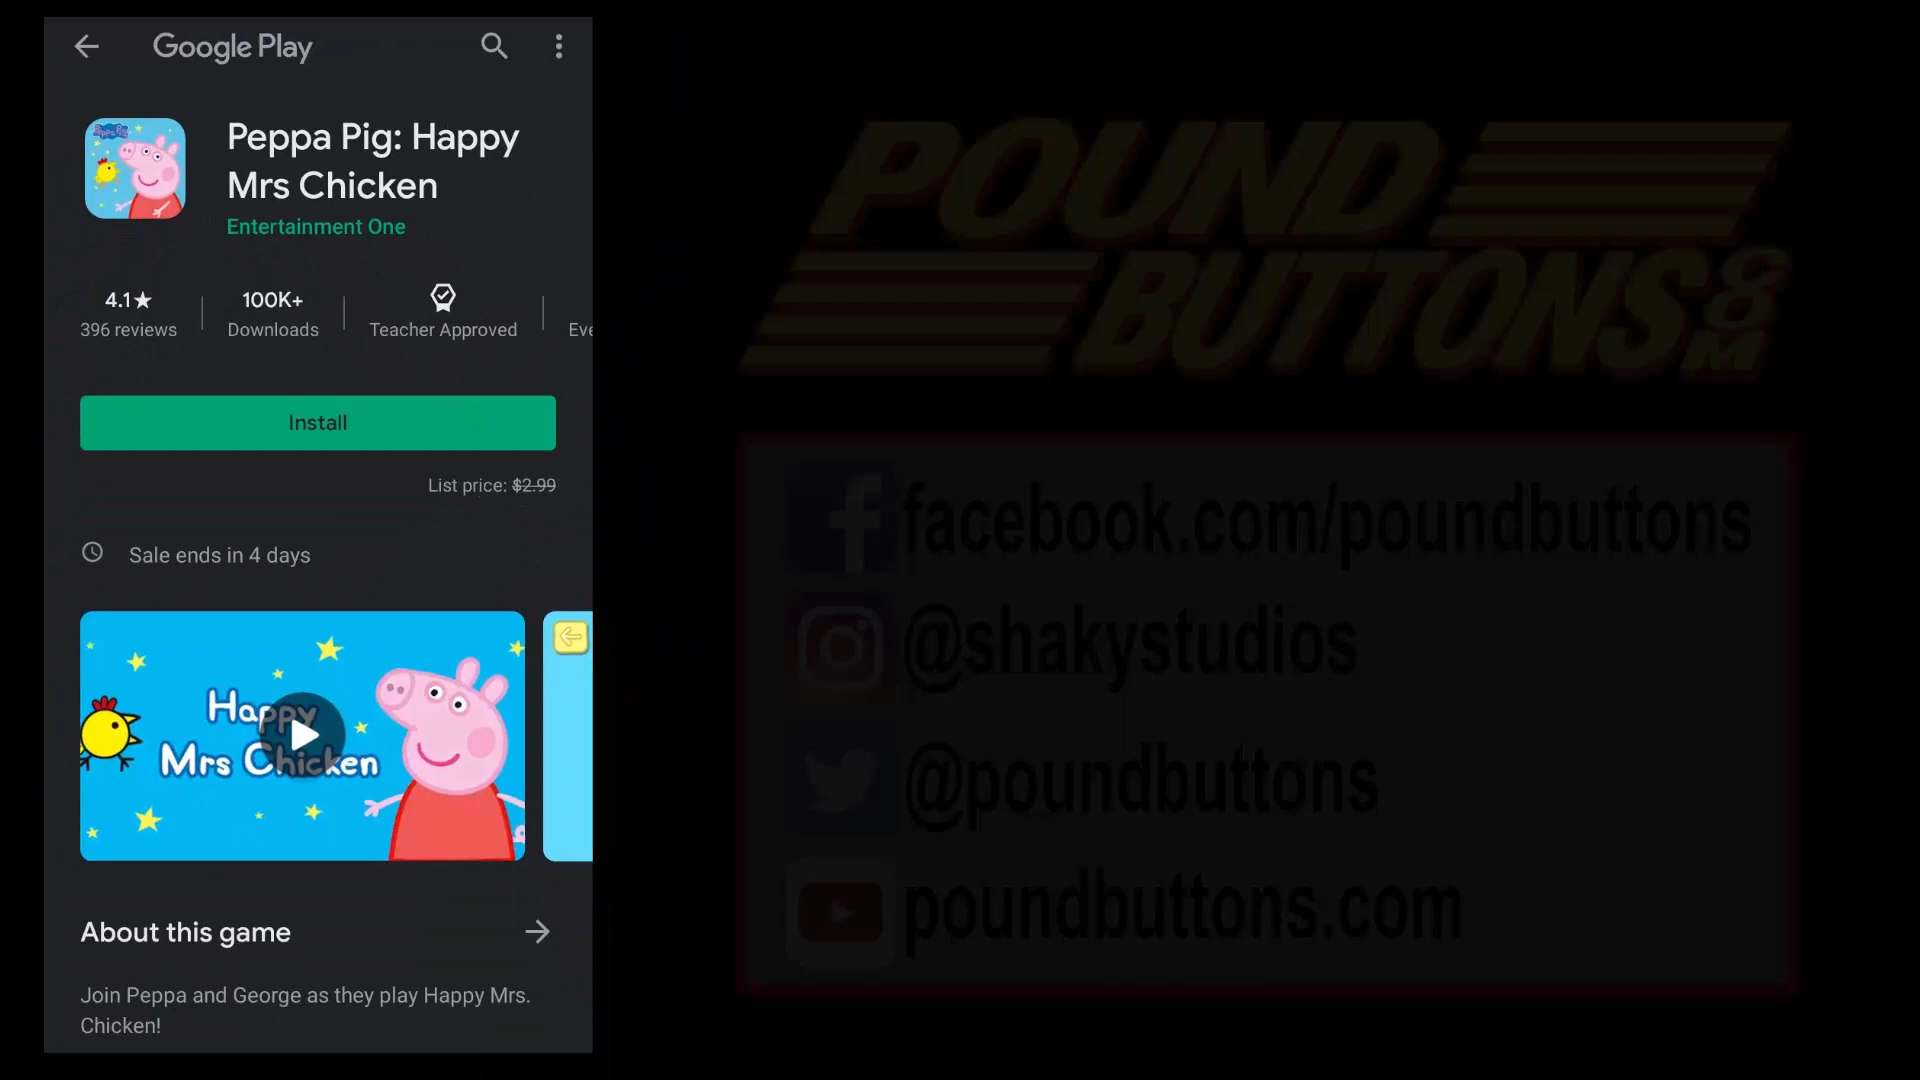 Google Play
Peppa Pig: Happy
Mrs Chicken
Entertainment One
4.1★
396 reviews
100K+
Downloads
Teacher Approved
Eve
Install
List price: $2.99
Sale ends in 4 days
Happy
Mrs Chicken
About this game
Join Peppa and George as they play Happy Mrs.
Chicken!
POUND
BUTTONS
COM
facebook.com/poundbuttons
@shakystudios
@poundbuttons
poundbuttons.com